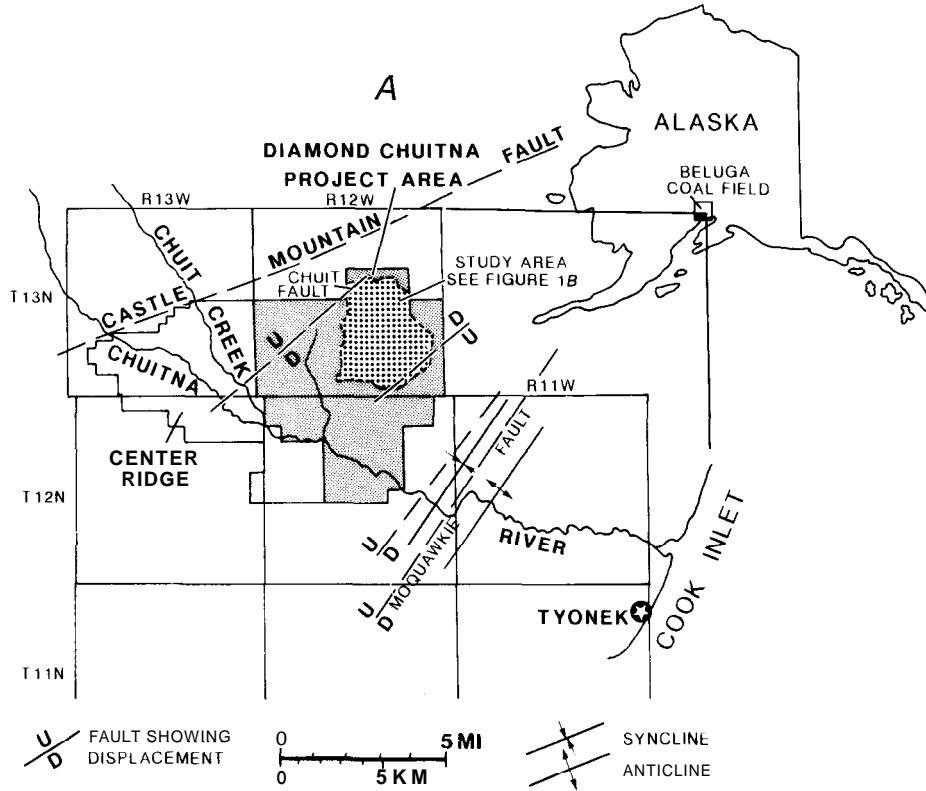 A
ALASKA
BELUGA
COAL FIELD
DIAMOND CHUITNA
PROJECT AREA
FAULT
R13W
R12W
MOUNTAIN
CASTLE
CHUIT
CREEK
CHUIT
FAULT
STUDY AREA
SEE FIGURE 1B
T13N
U
D
D
U
CHUITNA
R11W
CENTER
RIDGE
FAULT
T12N
RIVER
U
D
MOQUAWKIE
U
D
TYONEK
COOK INLET
T11N
U
D
FAULT SHOWING
DISPLACEMENT
0
5 MI
0
5 KM
SYNCLINE
ANTICLINE